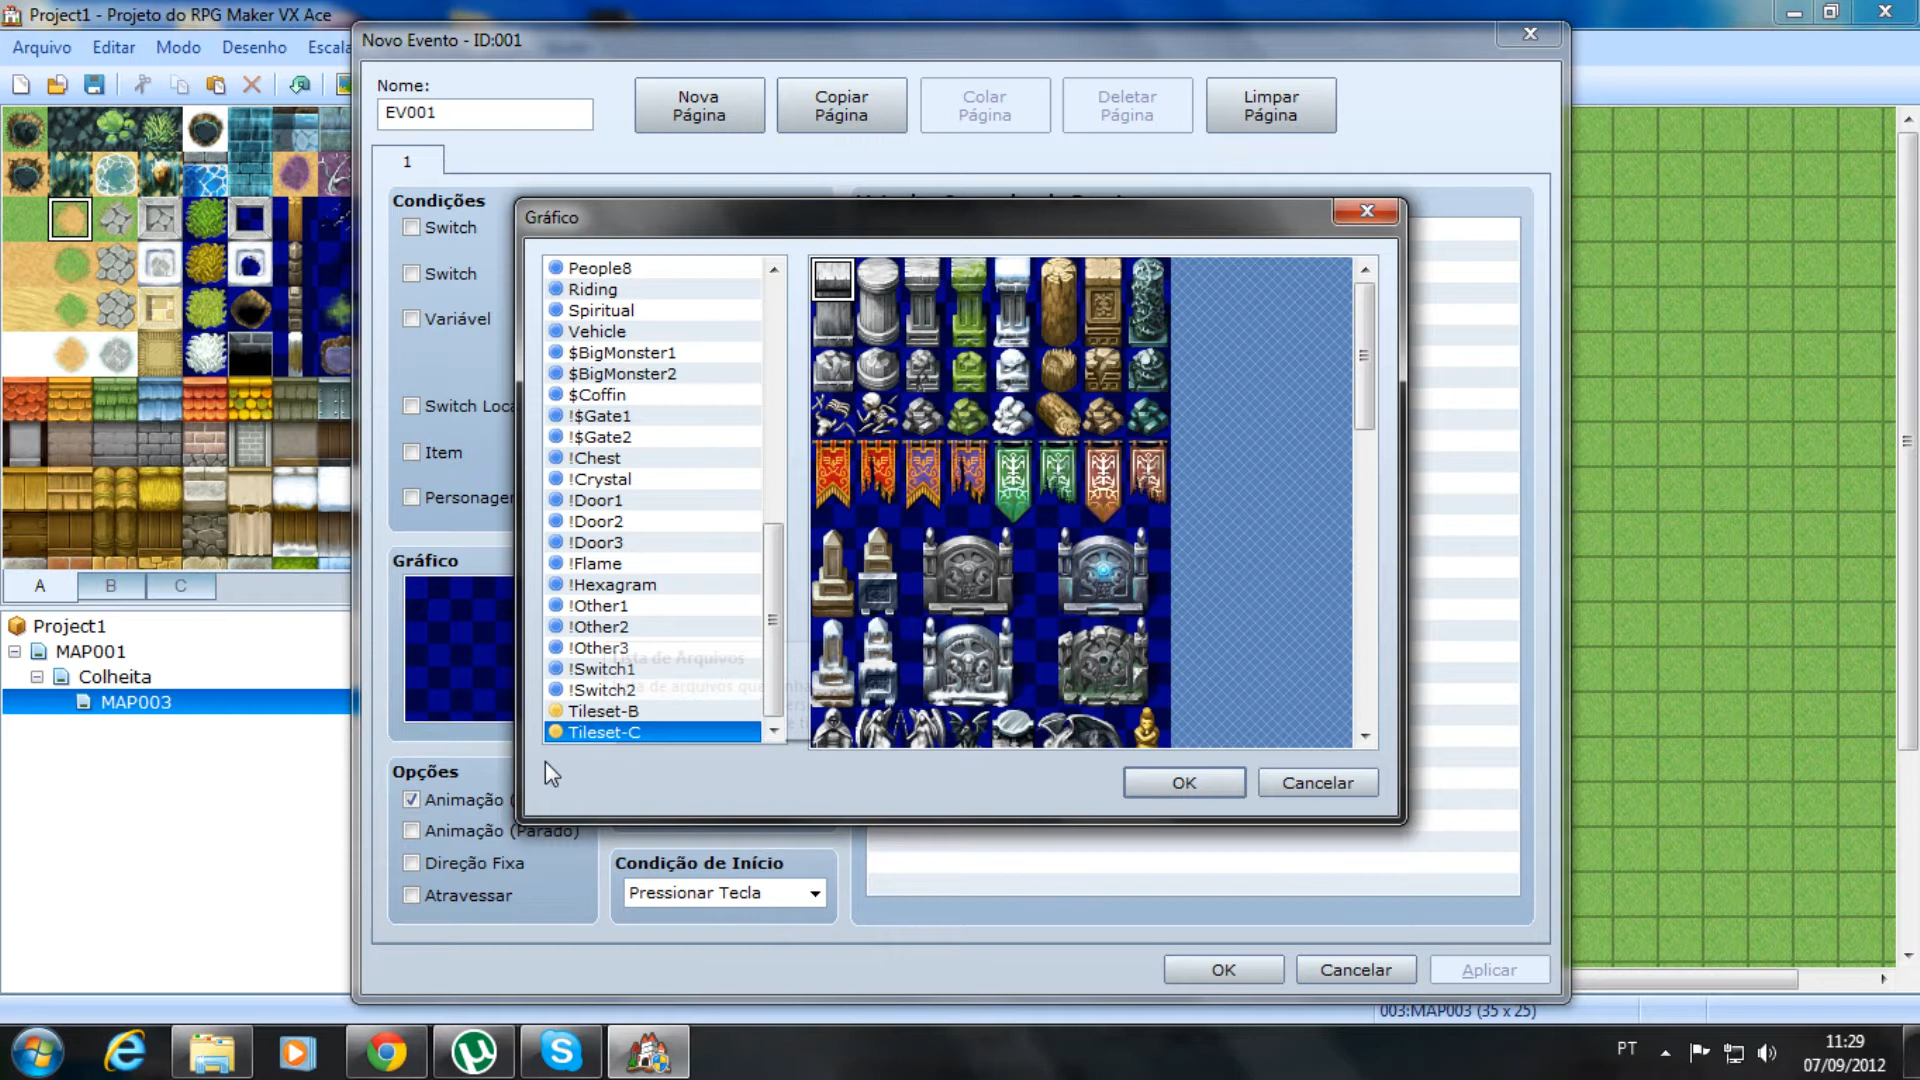 Project1 - Projeto do RPG Maker VX Ace
Arquivo Editar Modo Desenho Escala
Novo Evento - ID:001
Nome:
EV001
Nova Página
Copiar Página
Colar Página
Deletar Página
Limpar Página
1
Condições
Switch
Switch
Variável
Switch Loca
Item
Personagem
Gráfico
Opções
Animação (
Animação (Parado)
Direção Fixa
Atravessar
Condição de Início
Pressionar Tecla
OK
Cancelar
Aplicar
Gráfico
People8
Riding
Spiritual
Vehicle
$BigMonster1
$BigMonster2
$Coffin
!$Gate1
!$Gate2
!Chest
!Crystal
!Door1
!Door2
!Door3
!Flame
!Hexagram
!Other1
!Other2
!Other3
Lista de Arquivos
!Switch1
!Switch2
Tileset-B
Tileset-C
OK
Cancelar
A
B
C
Project1
MAP001
Colheita
MAP003
003:MAP003 (35 x 25)
PT
11:29
07/09/2012